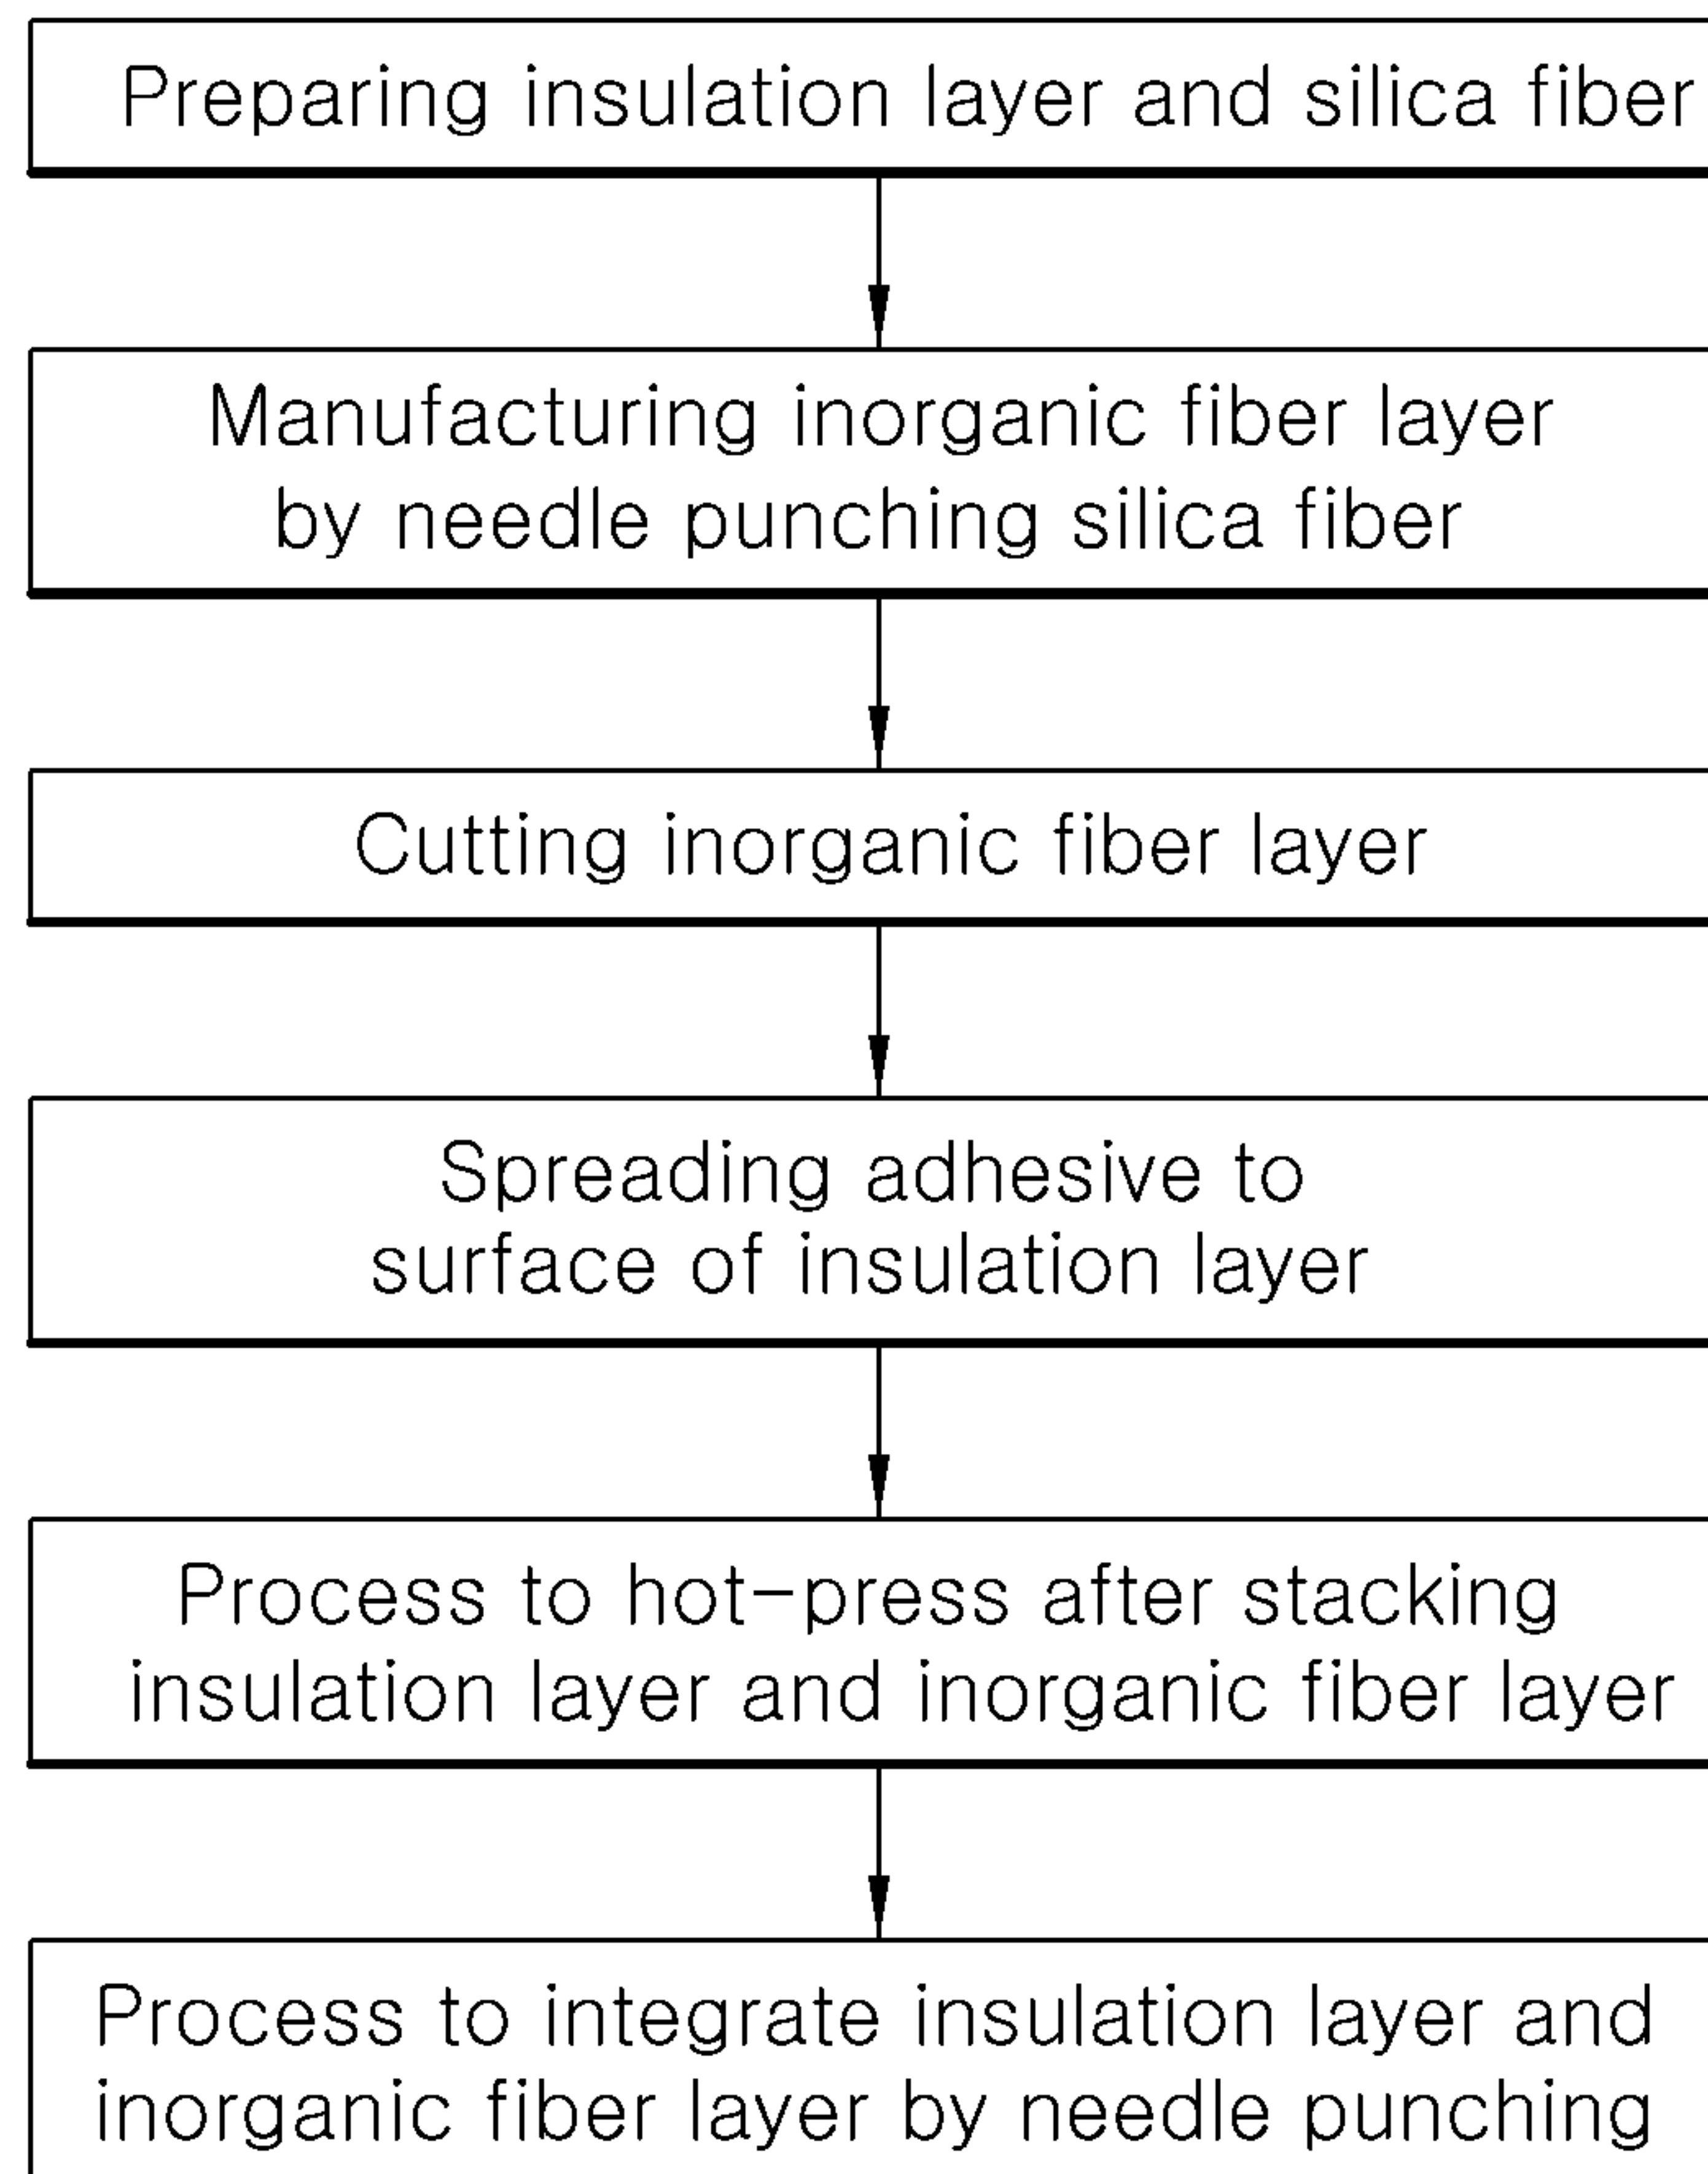 Preparing insulation layer and silica fiber
Manufacturing inorganic fiber layer
by needle punching silica fiber
Cutting inorganic fiber layer
Spreading adhesive to
surface of insulation layer
Process to hot-press after stacking
insulation layer and inorganic fiber layer
Process to integrate insulation layer and
inorganic fiber layer by needle punching